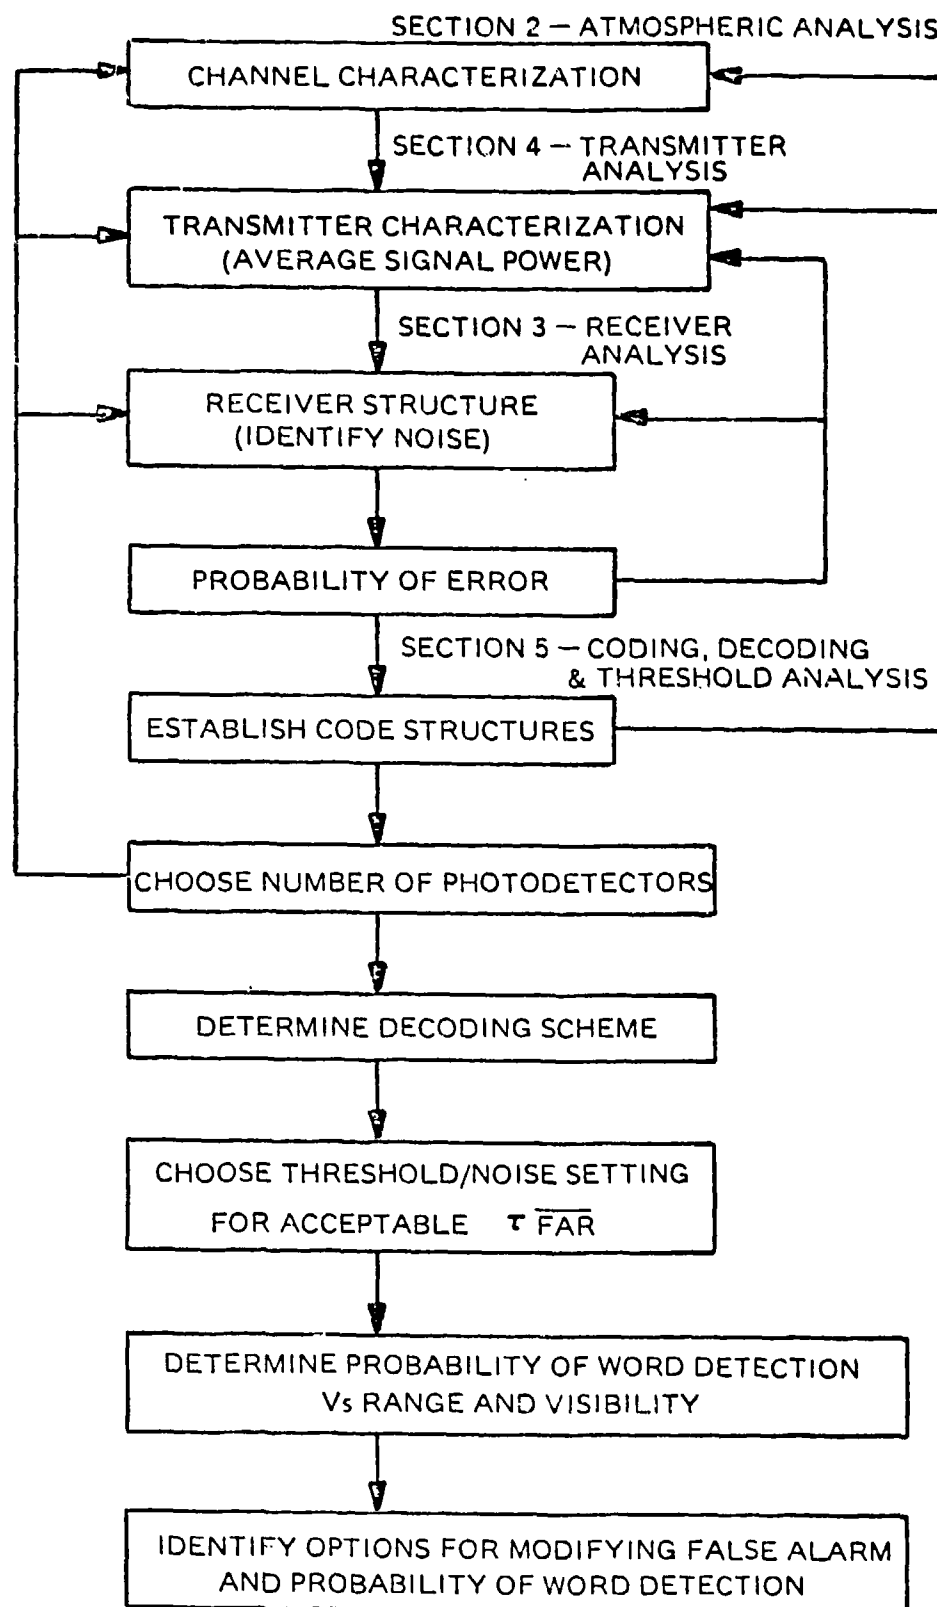 SECTION 2 — ATMOSPHERIC ANALYSIS
CHANNEL CHARACTERIZATION
SECTION 4 — TRANSMITTER
ANALYSIS
TRANSMITTER CHARACTERIZATION
(AVERAGE SIGNAL POWER)
SECTION 3 — RECEIVER
ANALYSIS
RECEIVER STRUCTURE
(IDENTIFY NOISE)
PROBABILITY OF ERROR
SECTION 5 — CODING, DECODING
& THRESHOLD ANALYSIS
ESTABLISH CODE STRUCTURES
CHOOSE NUMBER OF PHOTODETECTORS
DETERMINE DECODING SCHEME
CHOOSE THRESHOLD/NOISE SETTING
FOR ACCEPTABLE τ F̅A̅R̅
DETERMINE PROBABILITY OF WORD DETECTION
Vs RANGE AND VISIBILITY
IDENTIFY OPTIONS FOR MODIFYING FALSE ALARM
AND PROBABILITY OF WORD DETECTION